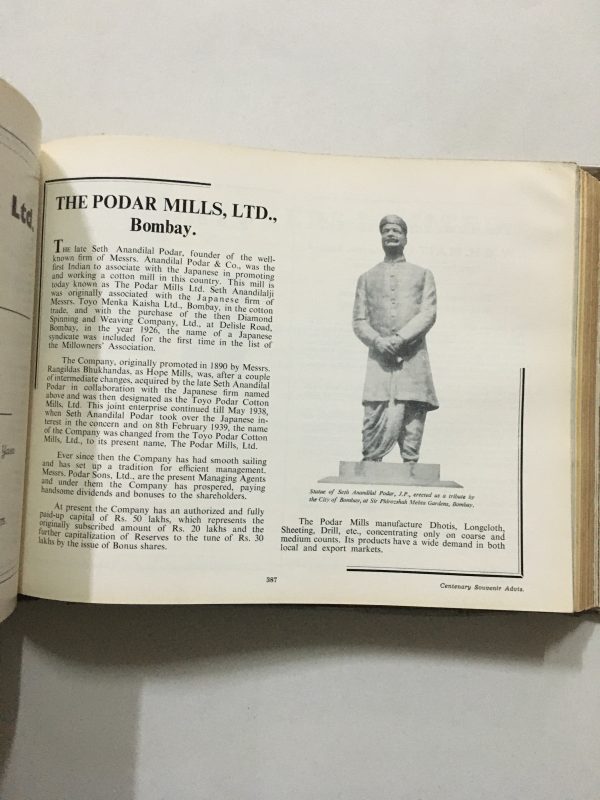 Ltd.
THE PODAR MILLS, LTD.,
Bombay.
THE late Seth Anandilal Podar, founder of the well-
known firm of Messrs. Anandilal Podar & Co., was the
first Indian to associate with the Japanese in promoting
and working a cotton mill in this country. This mill is
today known as The Podar Mills Ltd. Seth Anandilalji
was originally associated with the Japanese firm of
Messrs. Toyo Menka Kaisha Ltd., Bombay, in the cotton
trade, and with the purchase of the then Diamond
Spinning and Weaving Company, Ltd., at Delisle Road,
Bombay, in the year 1926, the name of a Japanese
syndicate was included for the first time in the list of
the Millowners' Association.
The Company, originally promoted in 1890 by Messrs.
Rangildas Bhukhandas, as Hope Mills, was, after a couple
of intermediate changes, acquired by the late Seth Anandilal
Podar in collaboration with the Japanese firm named
above and was then designated as the Toyo Podar Cotton
Mills, Ltd. This joint enterprise continued till May 1938,
when Seth Anandilal Podar took over the Japanese in-
terest in the concern and on 8th February 1939, the name
of the Company was changed from the Toyo Podar Cotton
Mills, Ltd., to its present name, The Podar Mills, Ltd.
Ever since then the Company has had smooth sailing
and has set up a tradition for efficient management.
Messrs. Podar Sons, Ltd., are the present Managing Agents
and under them the Company has prospered, paying
handsome dividends and bonuses to the shareholders.
At present the Company has an authorized and fully
paid-up capital of Rs. 50 lakhs, which represents the
originally subscribed amount of Rs. 20 lakhs and the
further capitalization of Reserves to the tune of Rs. 30
lakhs by the issue of Bonus shares.
Statue of Seth Anandilal Podar, J.P., erected as a tribute by
the City of Bombay, at Sir Phirozshah Mehta Gardens, Bombay.
The Podar Mills manufacture Dhotis, Longcloth,
Sheeting, Drill, etc., concentrating only on coarse and
medium counts. Its products have a wide demand in both
local and export markets.
387
Centenary Souvenir Advts.